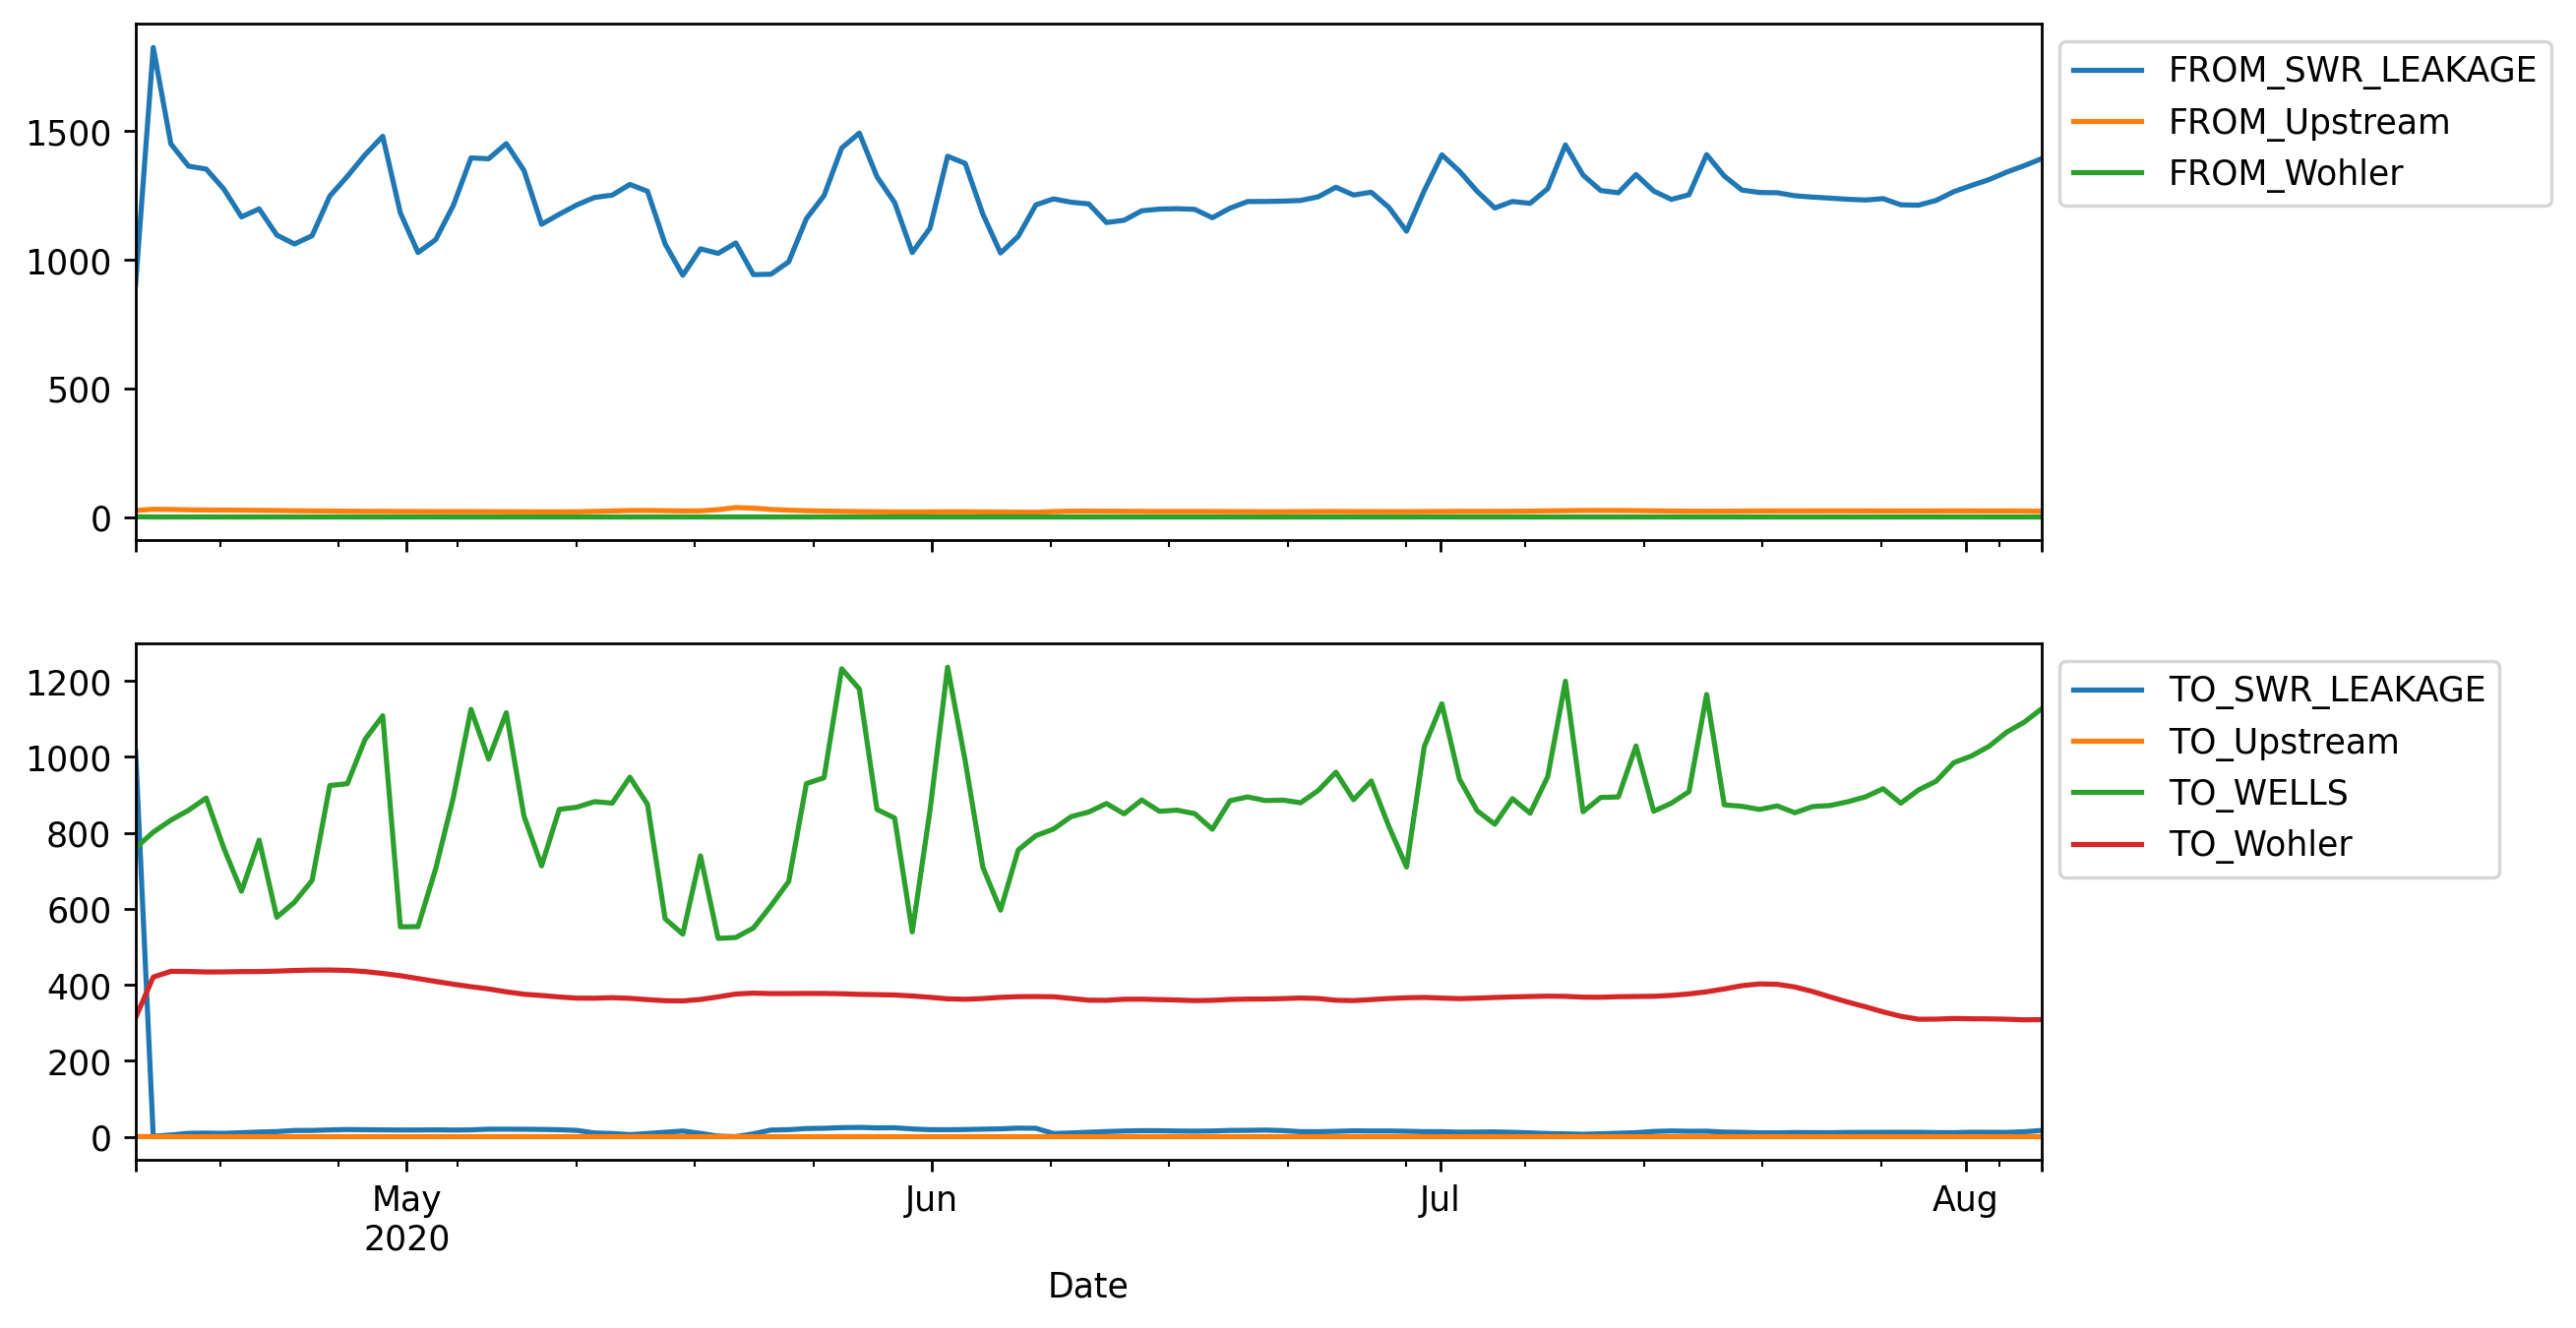 1500
1000
500
0
FROM_SWR_LEAKAGE
FROM_Upstream
FROM_Wohler
1200
1000
800
600
400
200
0
TO_SWR_LEAKAGE
TO_Upstream
TO_WELLS
TO_Wohler
May
2020
Jun
Jul
Aug
Date